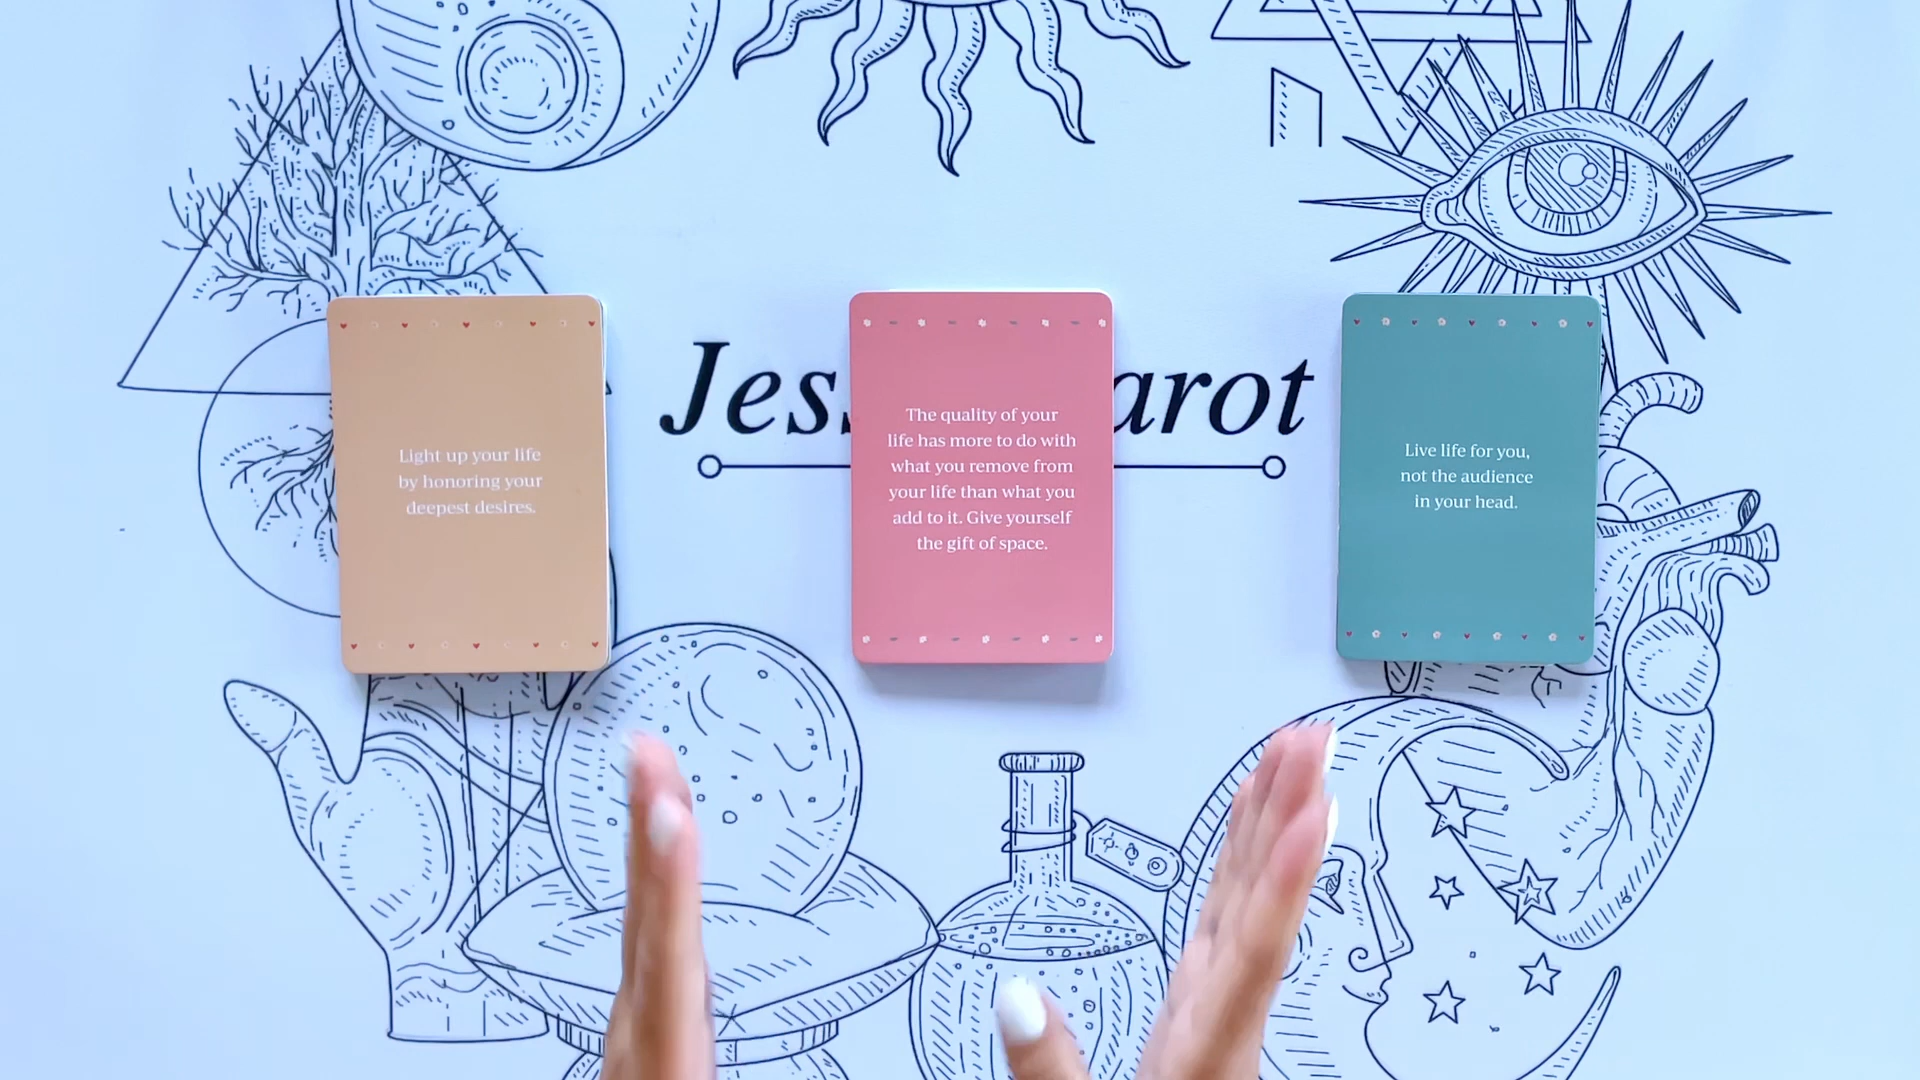 Light up your life
by honoring your
deepest desires.
Jes
arot
The quality of your
life has more to do with
what you remove from
your life than what you
add to it. Give yourself
the gift of space.
Live life for you,
not the audience
in your head.